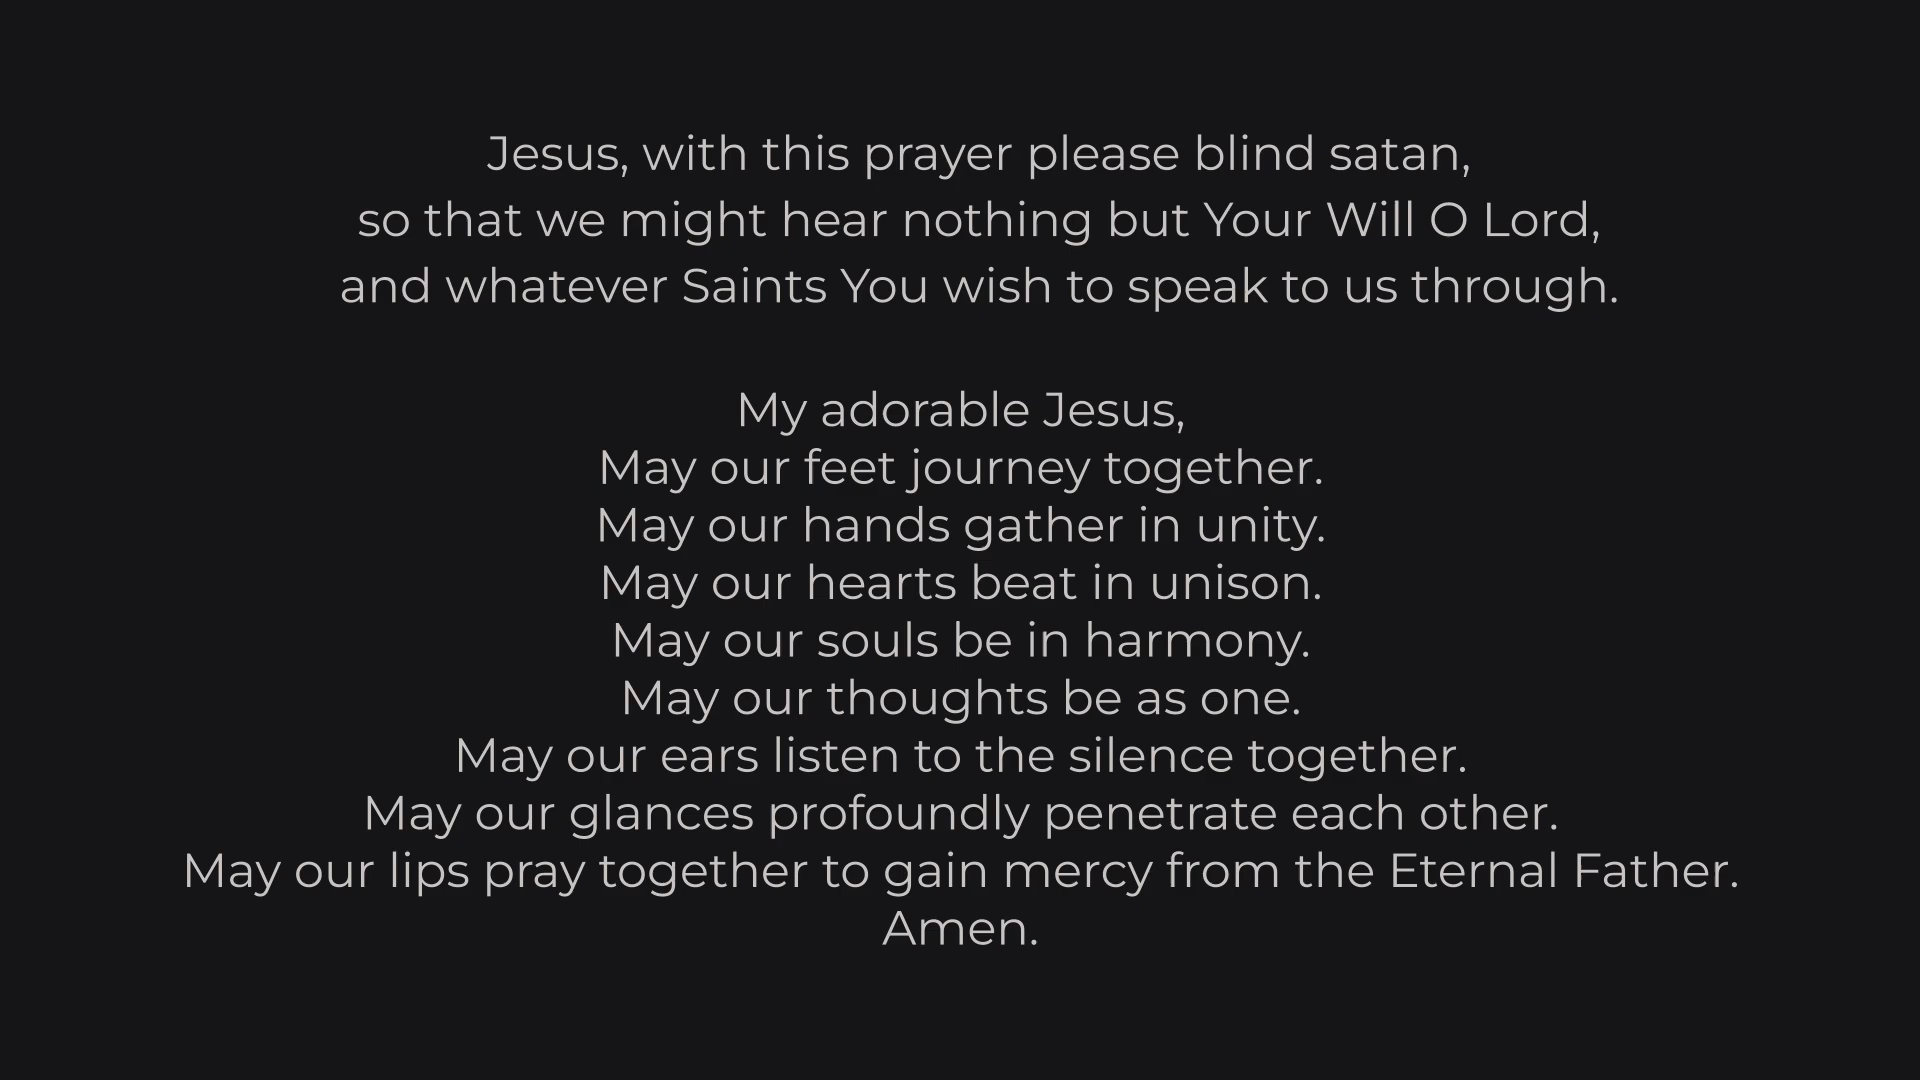 Jesus, with this prayer please blind satan,
so that we might hear nothing but Your Will O Lord,
and whatever Saints You wish to speak to us through.
My adorable Jesus,
May our feet journey together.
May our hands gather in unity.
May our hearts beat in unison.
May our souls be in harmony.
May our thoughts be as one.
May our ears listen to the silence together.
May our glances profoundly penetrate each other.
May our lips pray together to gain mercy from the Eternal Father.
Amen.